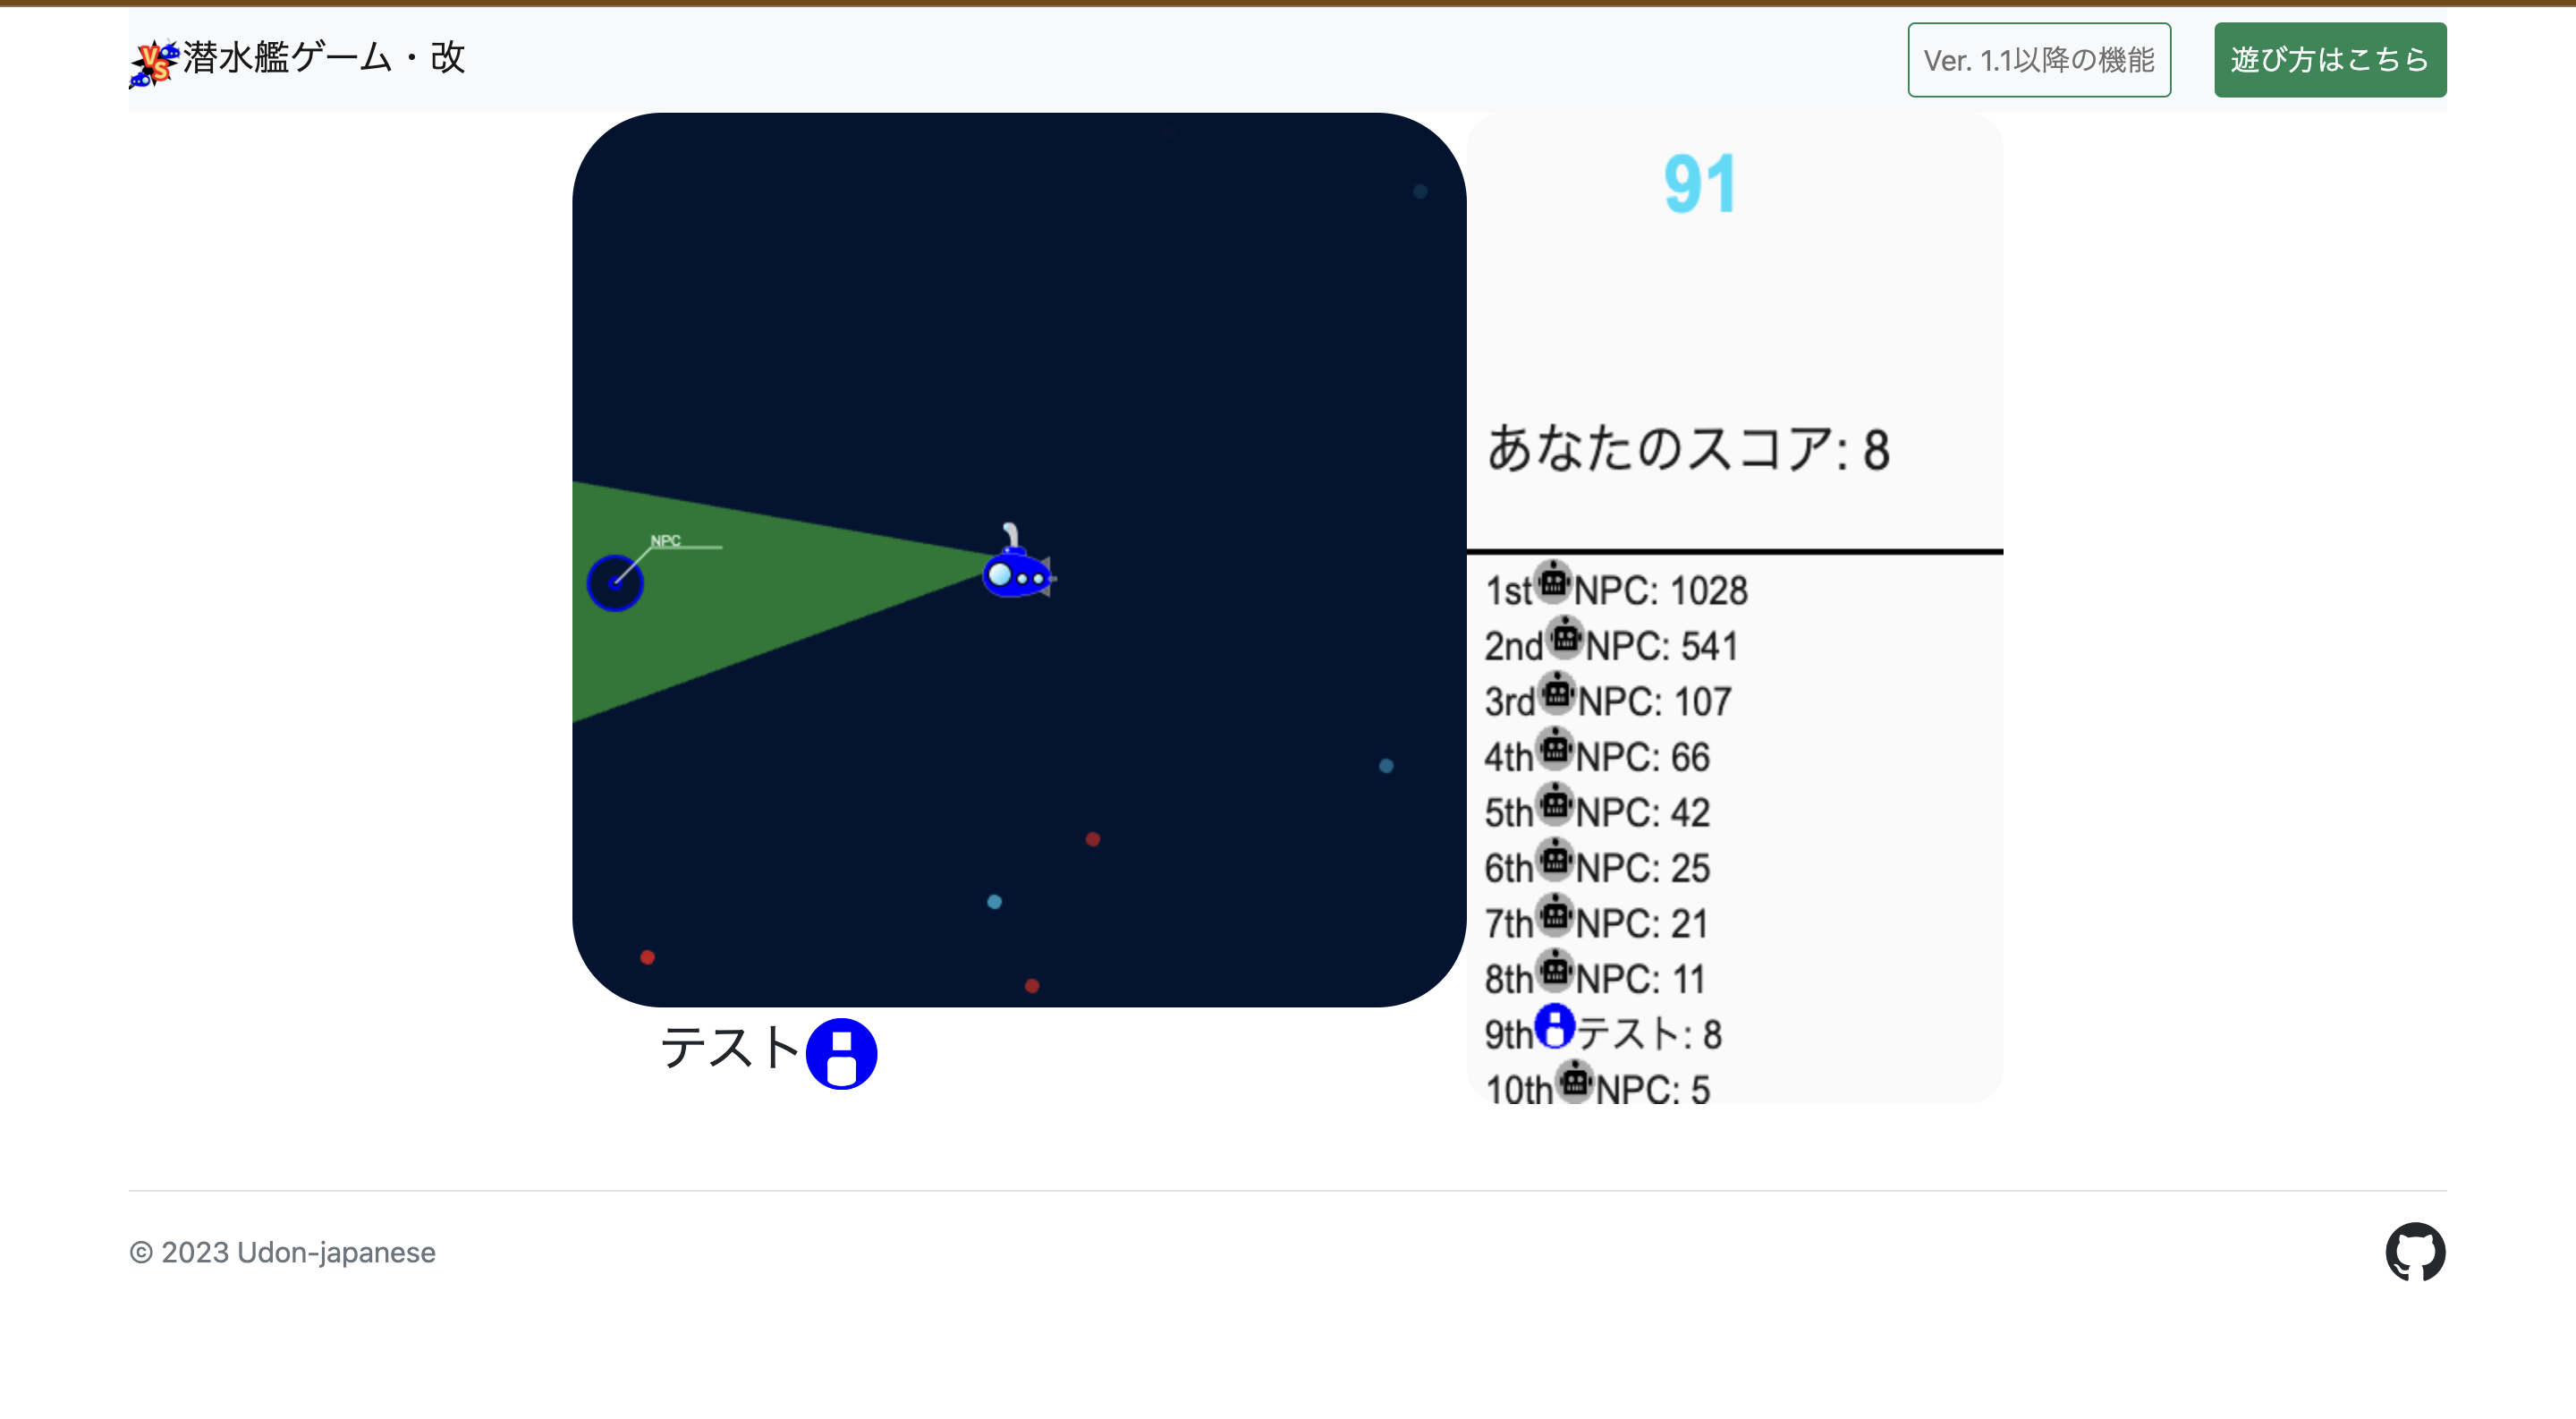 VS
潜水艦ゲーム・改
Ver. 1.1以降の機能
遊び方はこちら
NPC
91
あなたのスコア: 8
1st NPC: 1028
2nd NPC: 541
3rd NPC: 107
4th NPC: 66
5th NPC: 42
6th NPC: 25
7th NPC: 21
8th NPC: 11
9th テスト: 8
10th NPC: 5
テスト
© 2023 Udon-japanese